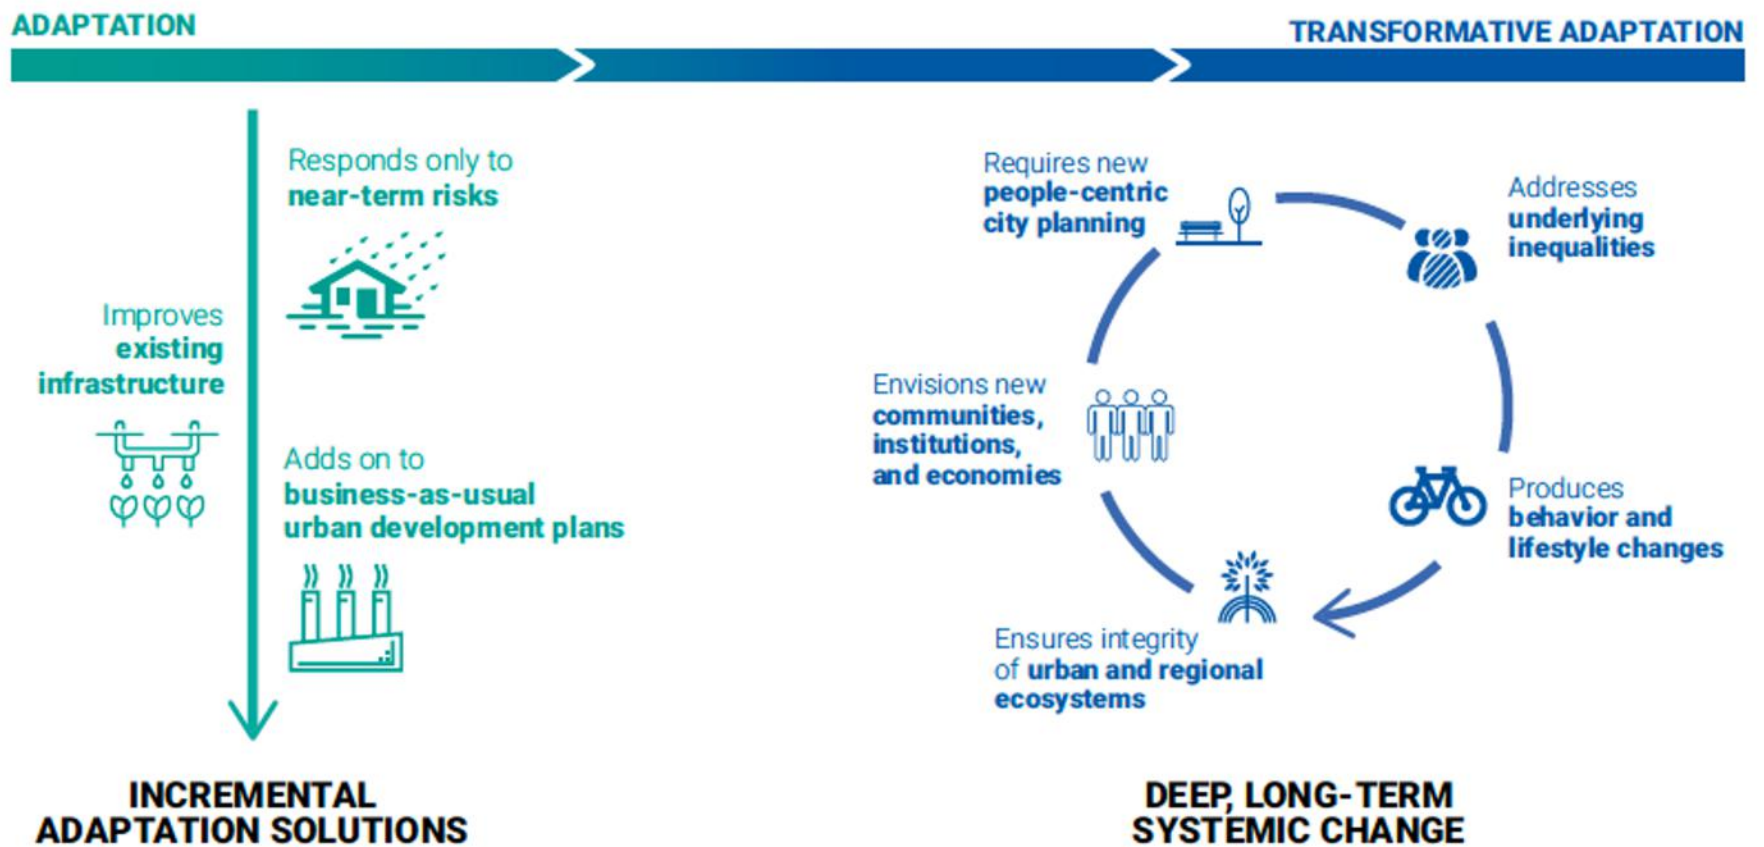 ADAPTATION
TRANSFORMATIVE ADAPTATION
Responds only to
near-term risks
Improves
existing
infrastructure
Adds on to
business-as-usual
urban development plans
INCREMENTAL
ADAPTATION SOLUTIONS
Requires new
people-centric
city planning
Addresses
underlying
inequalities
Produces
behavior and
lifestyle changes
Ensures integrity
of urban and regional
ecosystems
Envisions new
communities,
institutions,
and economies
DEEP, LONG-TERM
SYSTEMIC CHANGE